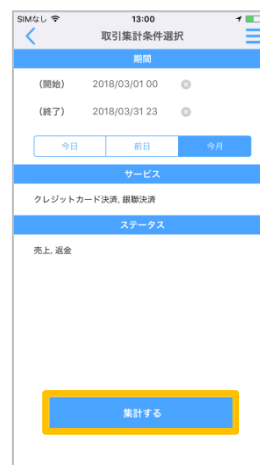 SIMなし 13:00
取引集計条件選択
期間
(開始) 2018/03/01 00
(終了) 2018/03/31 23
今日 前日 今月
サービス
クレジットカード決済, 銀聯決済
ステータス
売上, 返金
集計する